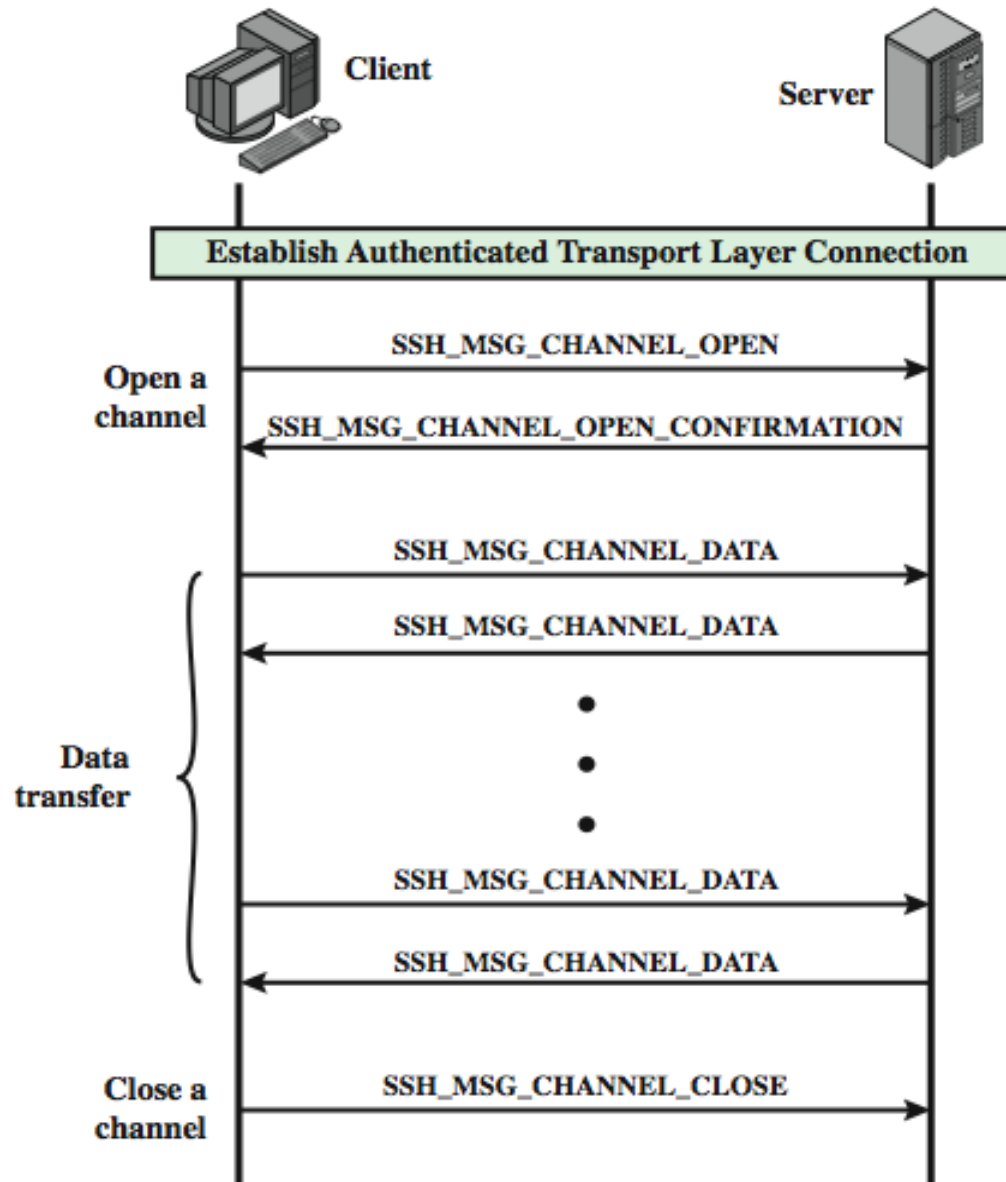 Client
Server
Establish Authenticated Transport Layer Connection
SSH_MSG_CHANNEL_OPEN
Open a
channel
SSH_MSG_CHANNEL_OPEN_CONFIRMATION
SSH_MSG_CHANNEL_DATA
SSH_MSG_CHANNEL_DATA
Data
transfer
SSH_MSG_CHANNEL_DATA
SSH_MSG_CHANNEL_DATA
Close a
channel
SSH_MSG_CHANNEL_CLOSE